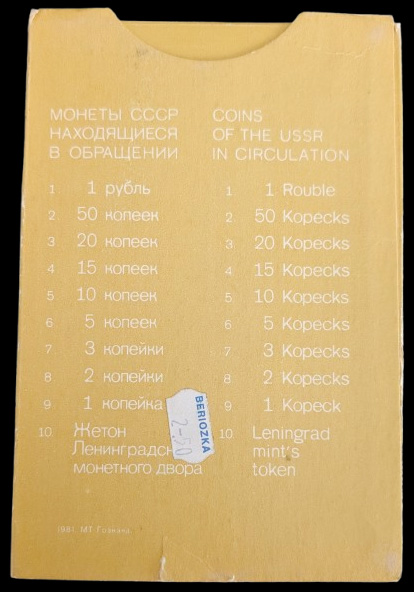 МОНЕТЫ СССР
НАХОДЯЩИЕСЯ
В ОБРАЩЕНИИ
1 1 рубль
2 50 копеек
3 20 копеек
4 15 копеек
5 10 копеек
6 5 копеек
7 3 копейки
8 2 копейки
9 1 копейка
10 Жетон
Ленинградск
монетного двора
COINS
OF THE USSR
IN CIRCULATION
1 1 Rouble
2 50 Kopecks
3 20 Kopecks
4 15 Kopecks
5 10 Kopecks
6 5 Kopecks
7 3 Kopecks
8 2 Kopecks
9 1 Kopeck
10 Leningrad
mint's
token
BERIOZKA
2-50
1981 МТ Гознака